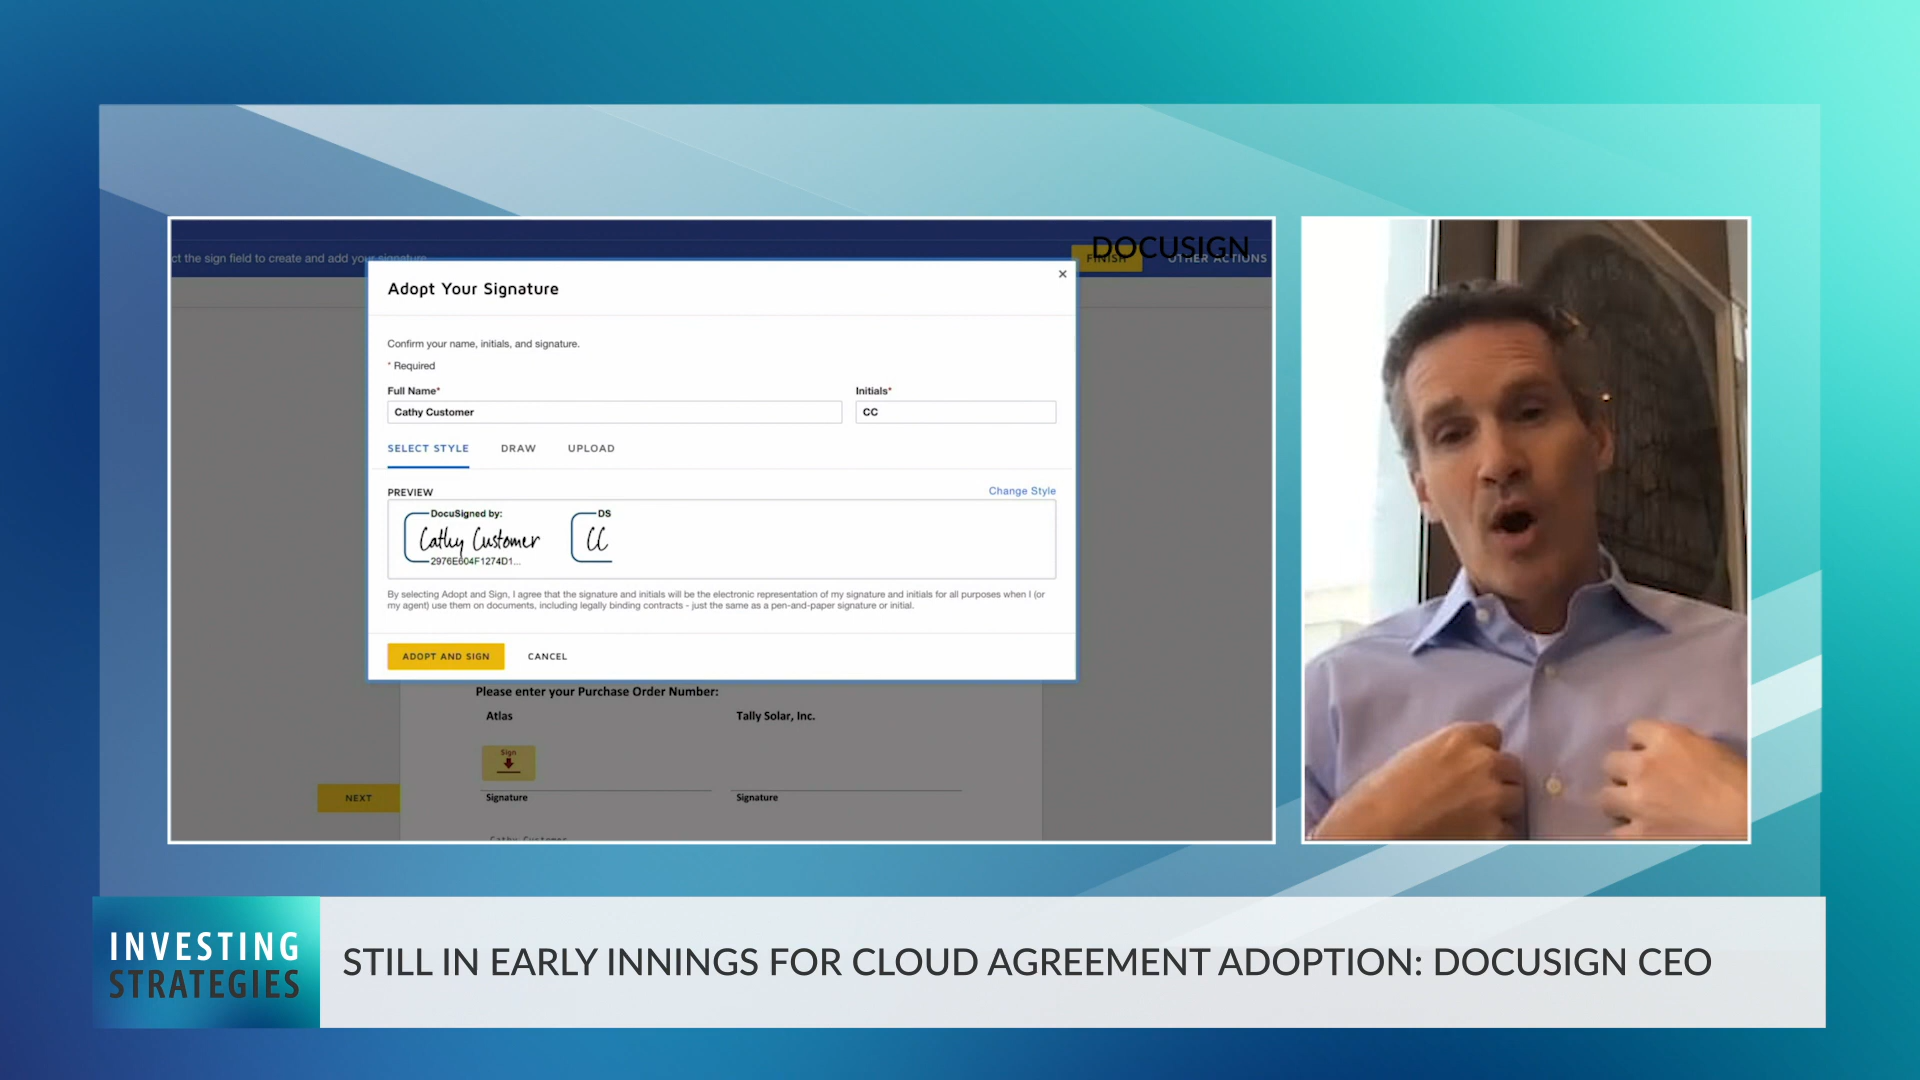 DOCUSIGN
ct the sign field to create and add your signature
FINISH
OTHER ACTIONS
Adopt Your Signature
×
Confirm your name, initials, and signature.
* Required
Full Name*
Initials*
Cathy Customer
CC
SELECT STYLE
DRAW
UPLOAD
PREVIEW
Change Style
DocuSigned by:
DS
Cathy Customer
CC
2976E604F1274D1...
By selecting Adopt and Sign, I agree that the signature and initials will be the electronic representation of my signature and initials for all purposes when I (or
my agent) use them on documents, including legally binding contracts - just the same as a pen-and-paper signature or initial.
ADOPT AND SIGN
CANCEL
Please enter your Purchase Order Number:
Atlas
Tally Solar, Inc.
Sign
NEXT
Signature
Signature
Cathy Customer
INVESTING
STRATEGIES
STILL IN EARLY INNINGS FOR CLOUD AGREEMENT ADOPTION: DOCUSIGN CEO